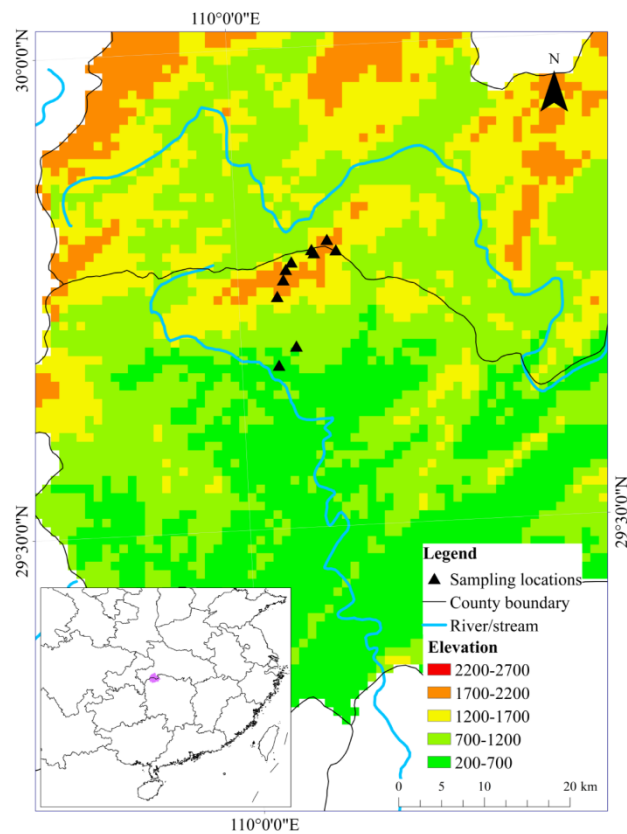 110°0'0"E
30°0'0"N
N
29°30'0"N
29°30'0"N
Legend
Sampling locations
County boundary
River/stream
Elevation
2200-2700
1700-2200
1200-1700
700-1200
200-700
0 5 10 20 km
110°0'0"E